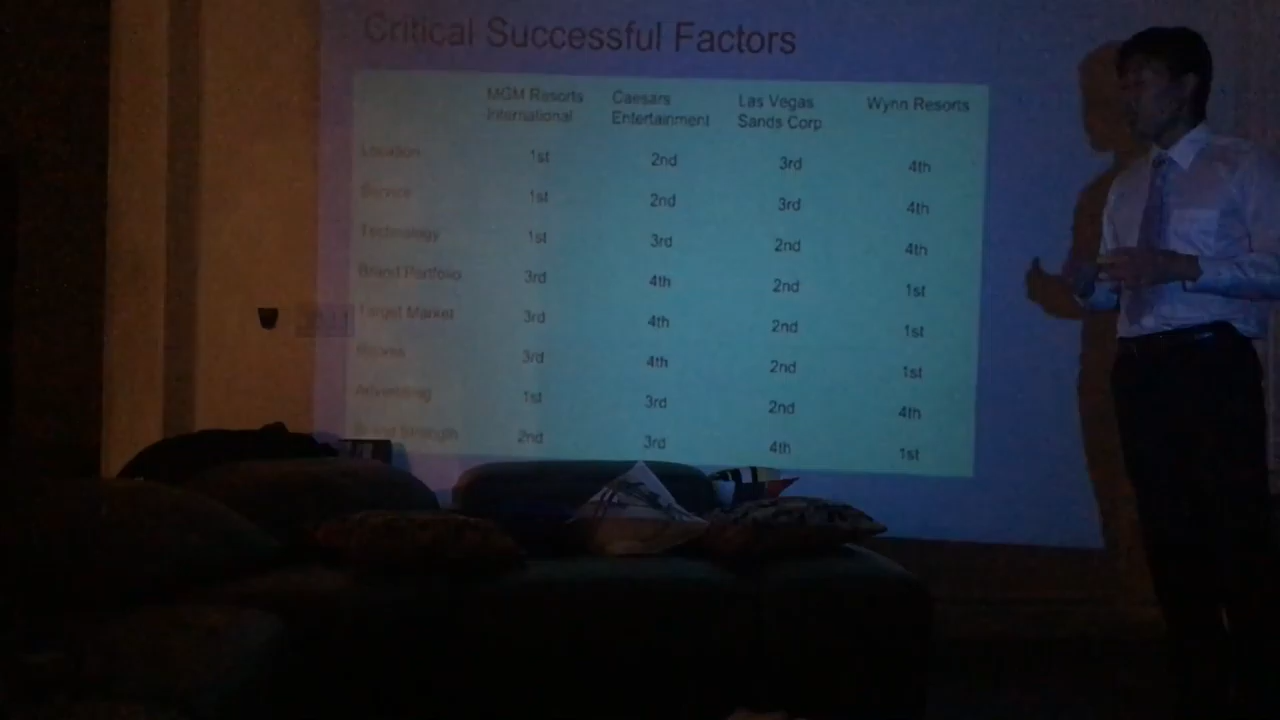 Critical Successful Factors
MGM Resorts International Caesars Entertainment Las Vegas Sands Corp Wynn Resorts
Location 1st 2nd 3rd 4th
Service 1st 2nd 3rd 4th
Technology 1st 3rd 2nd 4th
Brand Portfolio 3rd 4th 2nd 1st
Target Market 3rd 4th 2nd 1st
3rd 4th 2nd 1st
Advertising 1st 3rd 2nd 4th
Brand Strength 2nd 3rd 4th 1st